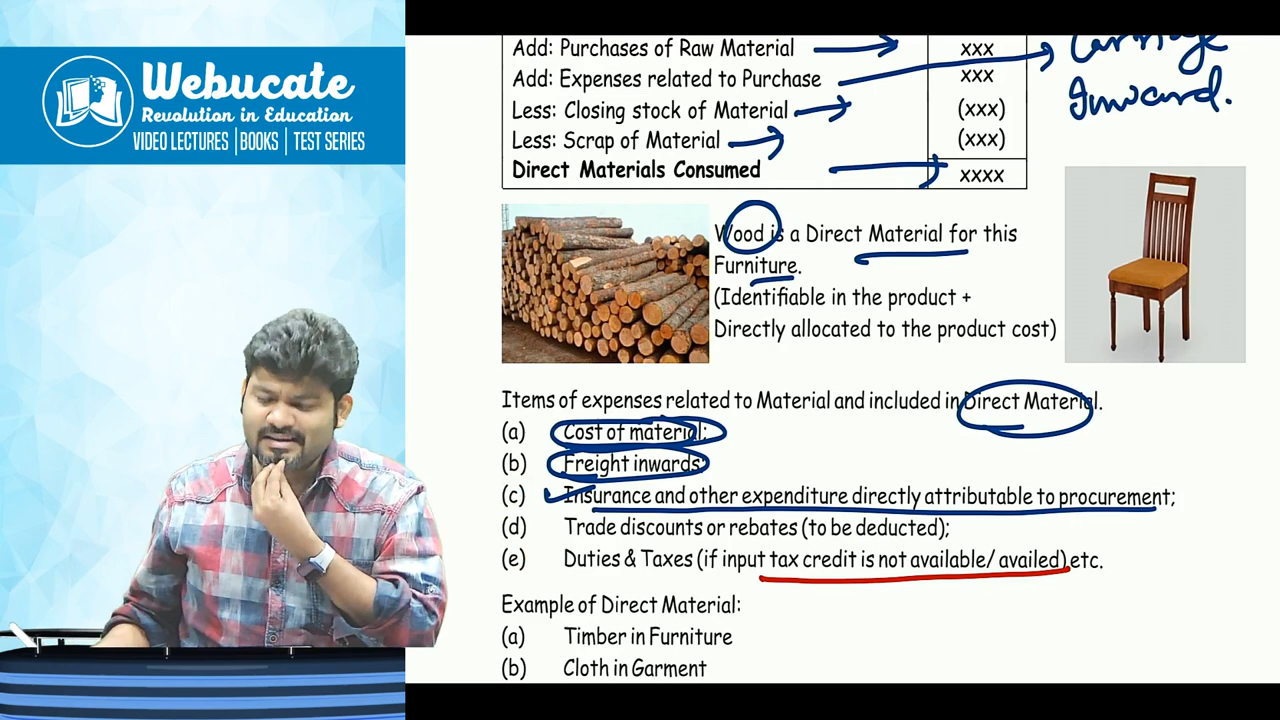 Webucate
Revolution in Education
VIDEO LECTURES | BOOKS | TEST SERIES
Add: Purchases of Raw Material xxx
Add: Expenses related to Purchase xxx
Less: Closing stock of Material (xxx)
Less: Scrap of Material (xxx)
Direct Materials Consumed xxxx
Carriage
Inward.
Wood is a Direct Material for this
Furniture.
(Identifiable in the product +
Directly allocated to the product cost)
Items of expenses related to Material and included in Direct Material.
(a) Cost of material;
(b) Freight inwards;
(c) Insurance and other expenditure directly attributable to procurement;
(d) Trade discounts or rebates (to be deducted);
(e) Duties & Taxes (if input tax credit is not available/ availed) etc.
Example of Direct Material:
(a) Timber in Furniture
(b) Cloth in Garment